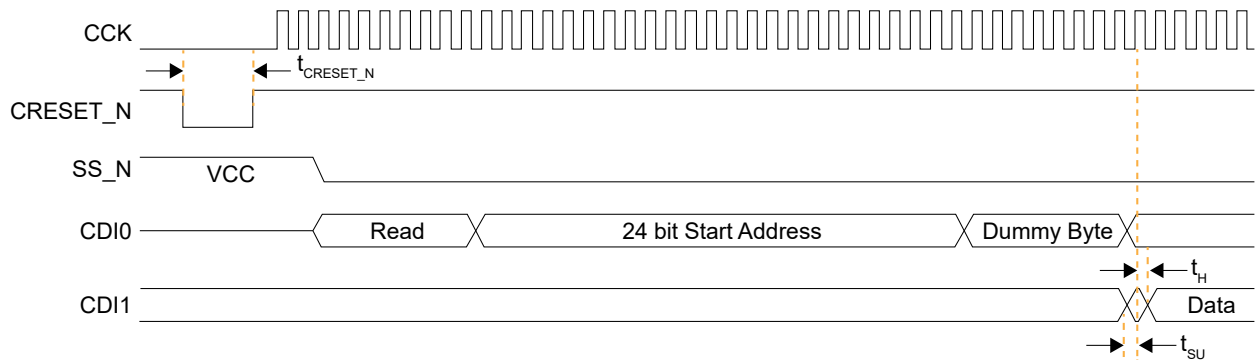 CCK
tCRESET_N
CRESET_N
SS_N VCC
CDI0 Read 24 bit Start Address Dummy Byte
tH
CDI1 Data
tSU